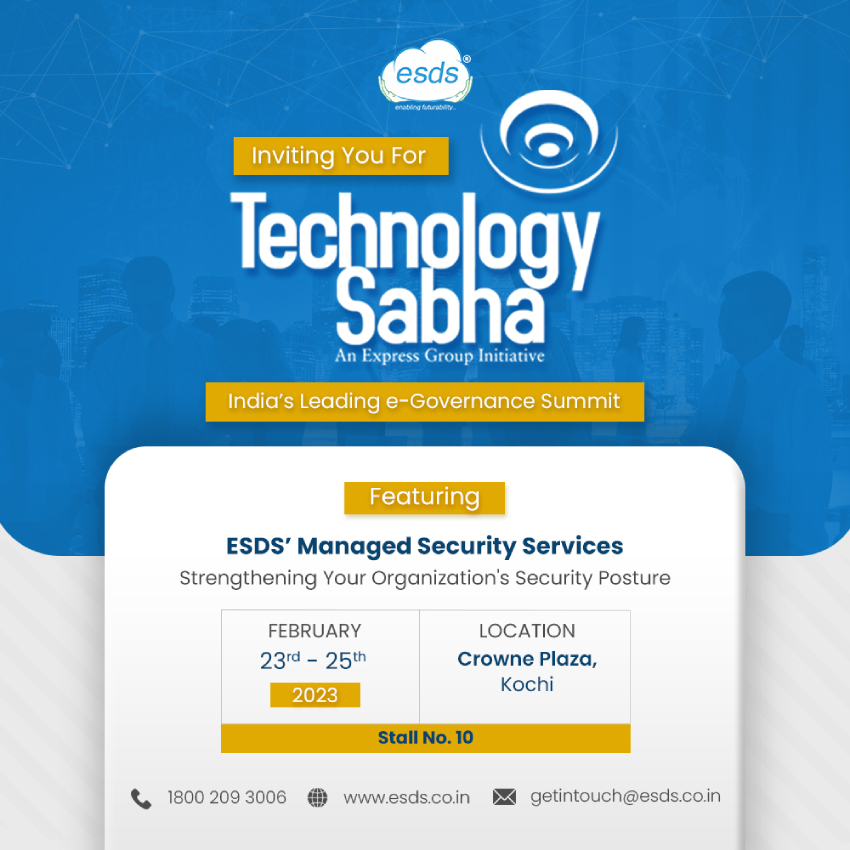 esds®
enabling futurability..
Inviting You For
Technology
Sabha
An Express Group Initiative
India's Leading e-Governance Summit
Featuring
ESDS' Managed Security Services
Strengthening Your Organization's Security Posture
FEBRUARY
23rd - 25th
2023
LOCATION
Crowne Plaza,
Kochi
Stall No. 10
1800 209 3006 www.esds.co.in getintouch@esds.co.in